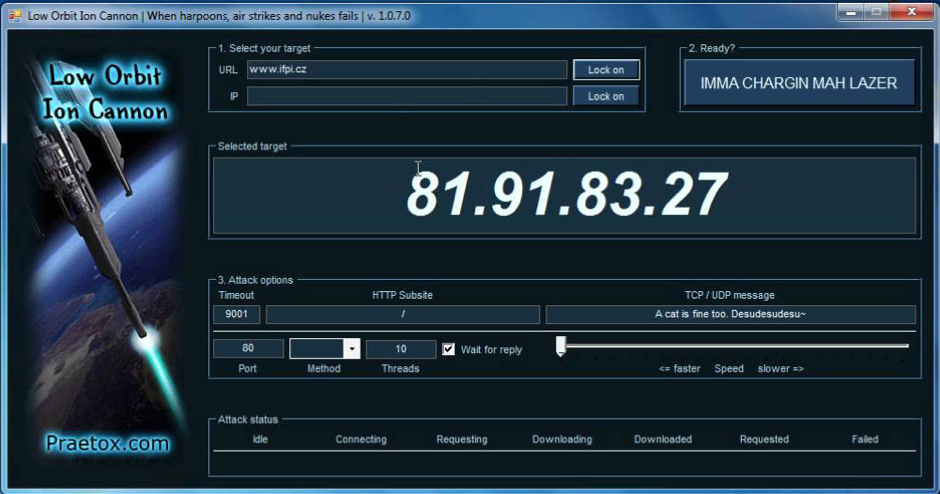 Low Orbit Ion Cannon | When harpoons, air strikes and nukes fails | v. 1.0.7.0
Low Orbit
Ion Cannon
Praetox.com
1. Select your target
URL www.ifpi.cz Lock on
IP Lock on
2. Ready?
IMMA CHARGIN MAH LAZER
Selected target
81.91.83.27
3. Attack options
Timeout HTTP Subsite TCP / UDP message
9001 / A cat is fine too. Desudesudesu~
80 10 Wait for reply
Port Method Threads <= faster Speed slower =>
Attack status
Idle Connecting Requesting Downloading Downloaded Requested Failed